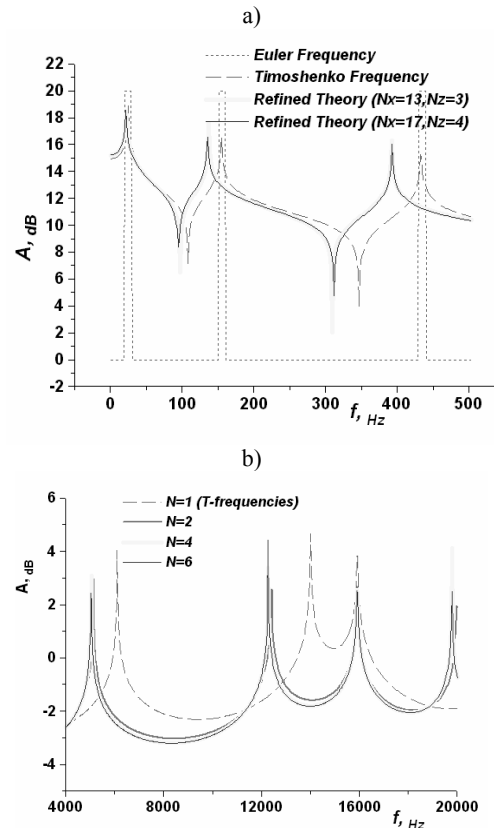 a)
22
20
18
16
14
12
10
8
6
4
2
0
-2
A, dB
Euler Frequency
Timoshenko Frequency
Refined Theory (Nx=13,Nz=3)
Refined Theory (Nx=17,Nz=4)
0
100
200
300
400
500
f, Hz
b)
6
4
2
0
-2
-4
A, dB
N=1 (T-frequencies)
N=2
N=4
N=6
4000
8000
12000
16000
20000
f, Hz